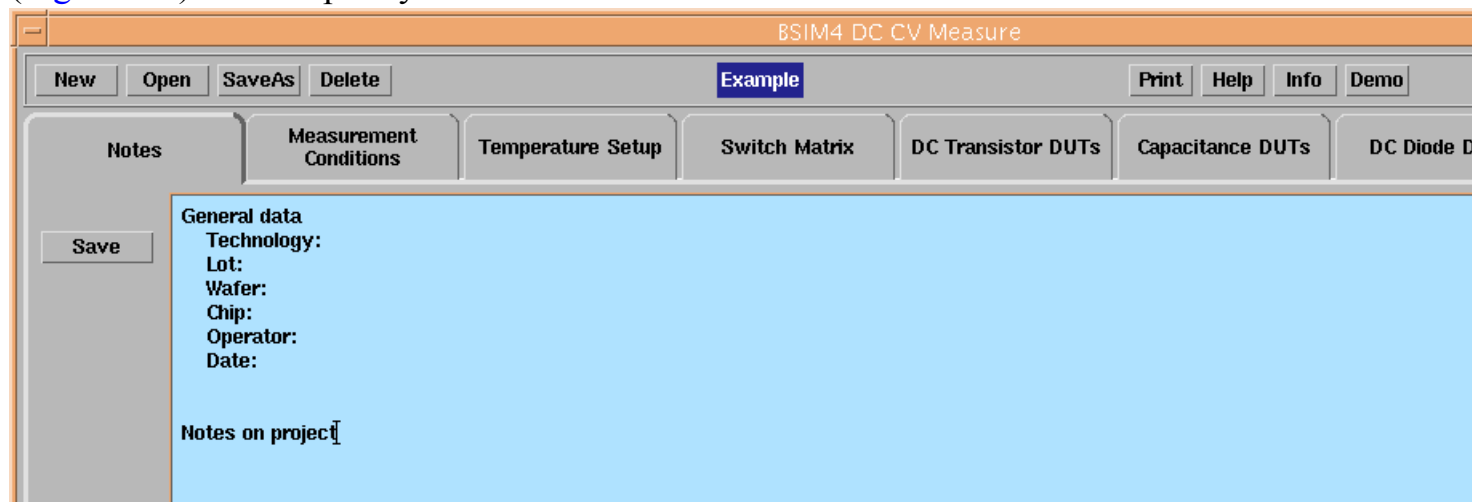 BSIM4 DC CV Measure
New Open SaveAs Delete Example Print Help Info Demo
Notes Measurement Conditions Temperature Setup Switch Matrix DC Transistor DUTs Capacitance DUTs DC Diode D
Save
General data
Technology:
Lot:
Wafer:
Chip:
Operator:
Date:
Notes on project